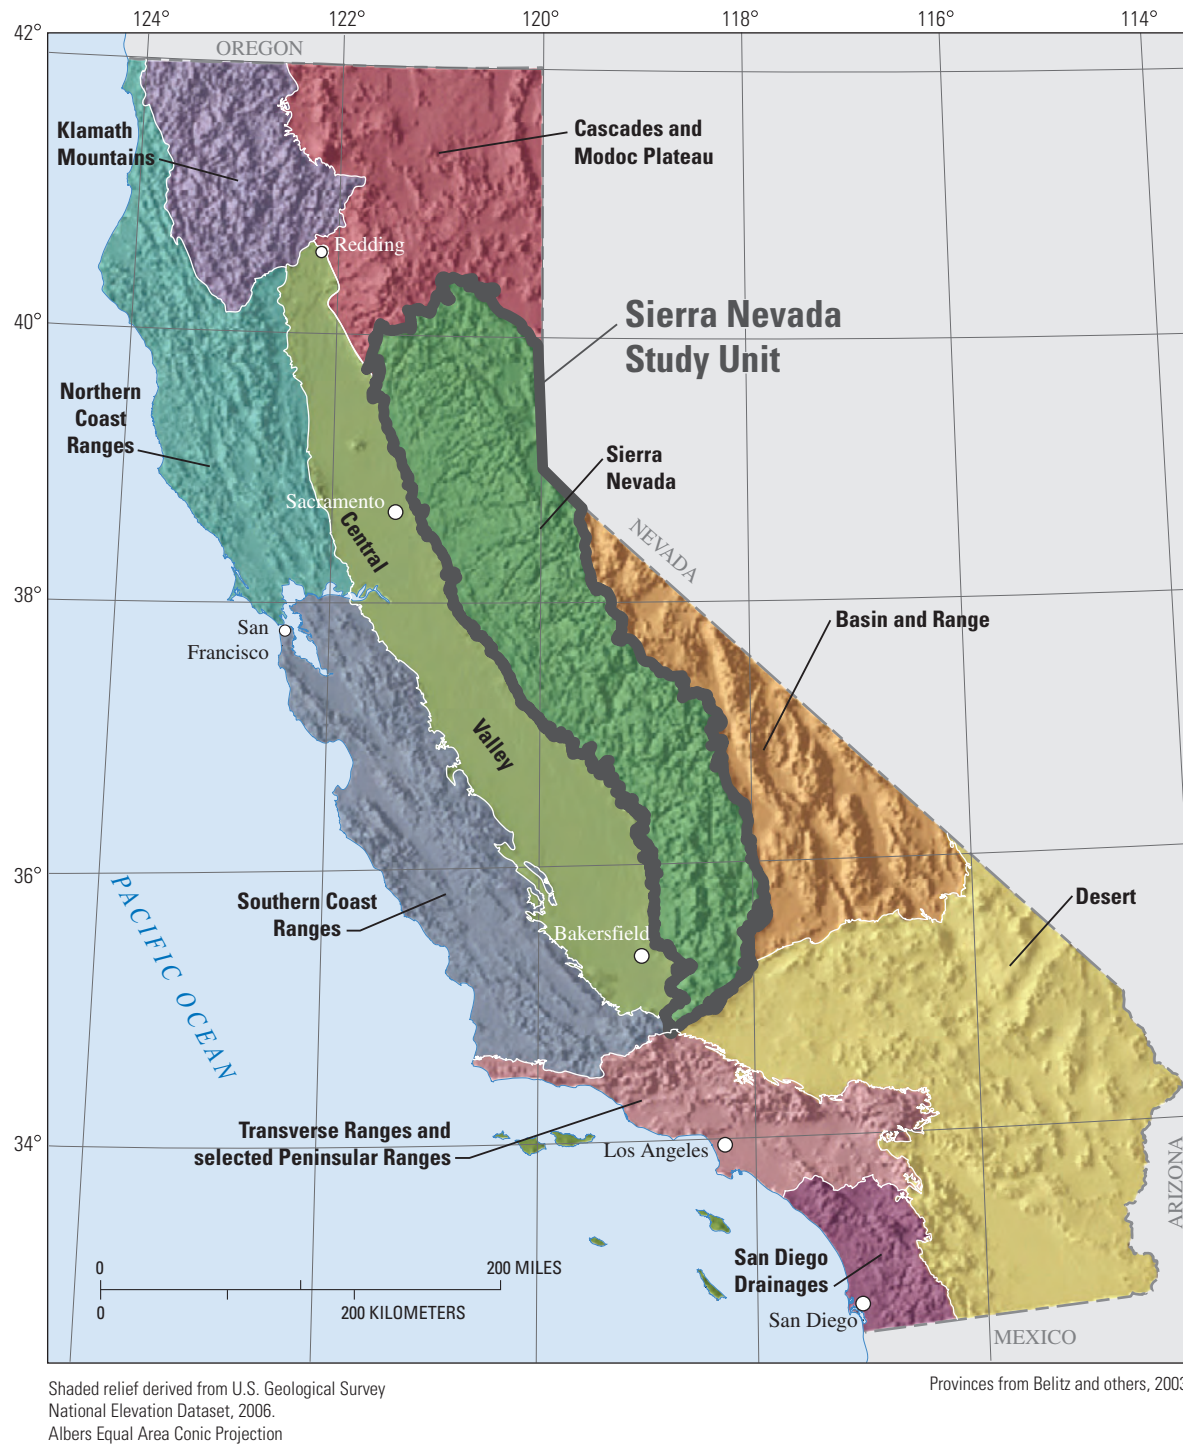 124°
122°
120°
118°
116°
114°
42°
OREGON
Klamath
Mountains
Cascades and
Modoc Plateau
Redding
40°
Sierra Nevada
Study Unit
Northern
Coast
Ranges
Sierra
Nevada
Sacramento
Central
NEVADA
38°
San
Francisco
Basin and Range
Valley
36°
PACIFIC OCEAN
Southern Coast
Ranges
Desert
Bakersfield
34°
Transverse Ranges and
selected Peninsular Ranges
Los Angeles
ARIZONA
San Diego
Drainages
San Diego
MEXICO
0
200 MILES
0
200 KILOMETERS
Shaded relief derived from U.S. Geological Survey
National Elevation Dataset, 2006.
Albers Equal Area Conic Projection
Provinces from Belitz and others, 2003